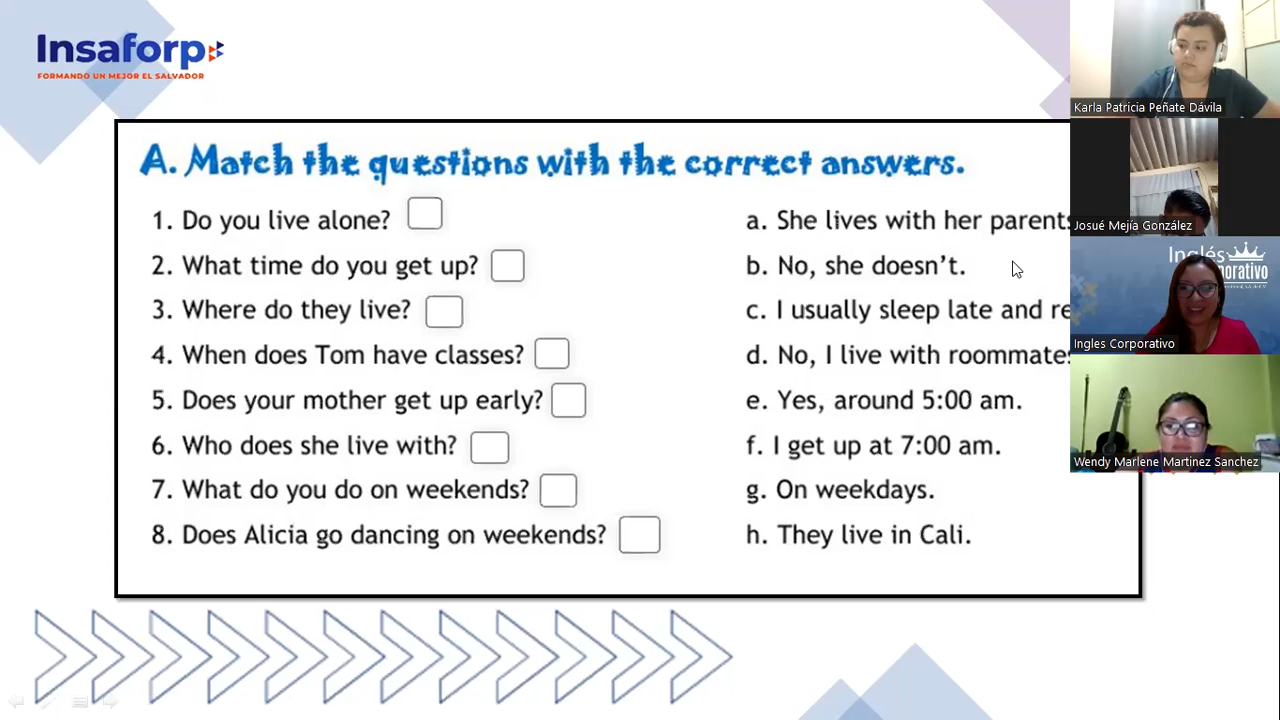 Insaforp
FORMANDO UN MEJOR EL SALVADOR
A. Match the questions with the correct answers.
1. Do you live alone?
2. What time do you get up?
3. Where do they live?
4. When does Tom have classes?
5. Does your mother get up early?
6. Who does she live with?
7. What do you do on weekends?
8. Does Alicia go dancing on weekends?
a. She lives with her parents
b. No, she doesn't.
c. I usually sleep late and
d. No, I live with roommates
e. Yes, around 5:00 am.
f. I get up at 7:00 am.
g. On weekdays.
h. They live in Cali.
Karla Patricia Peñate Dávila
Josué Mejía González
Inglés
Ingles Corporativo
Wendy Marlene Martinez Sanchez